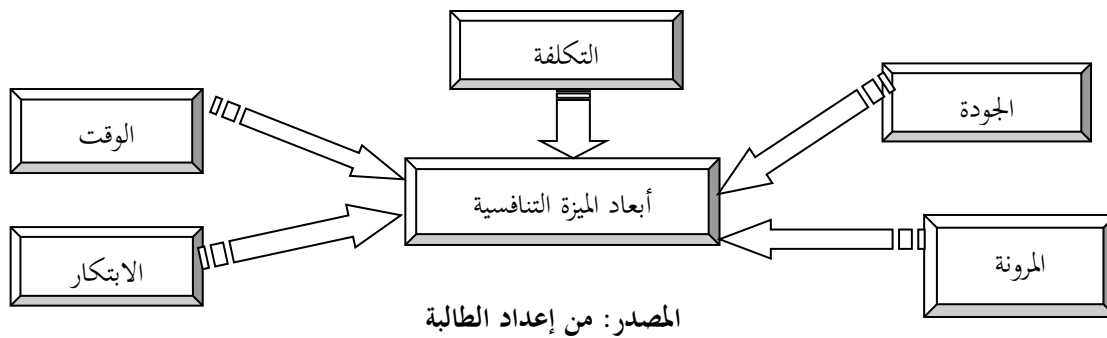 التكلفة
الجودة
الوقت
أبعاد الميزة التنافسية
المرونة
الابتكار
المصدر: من إعداد الطالبة